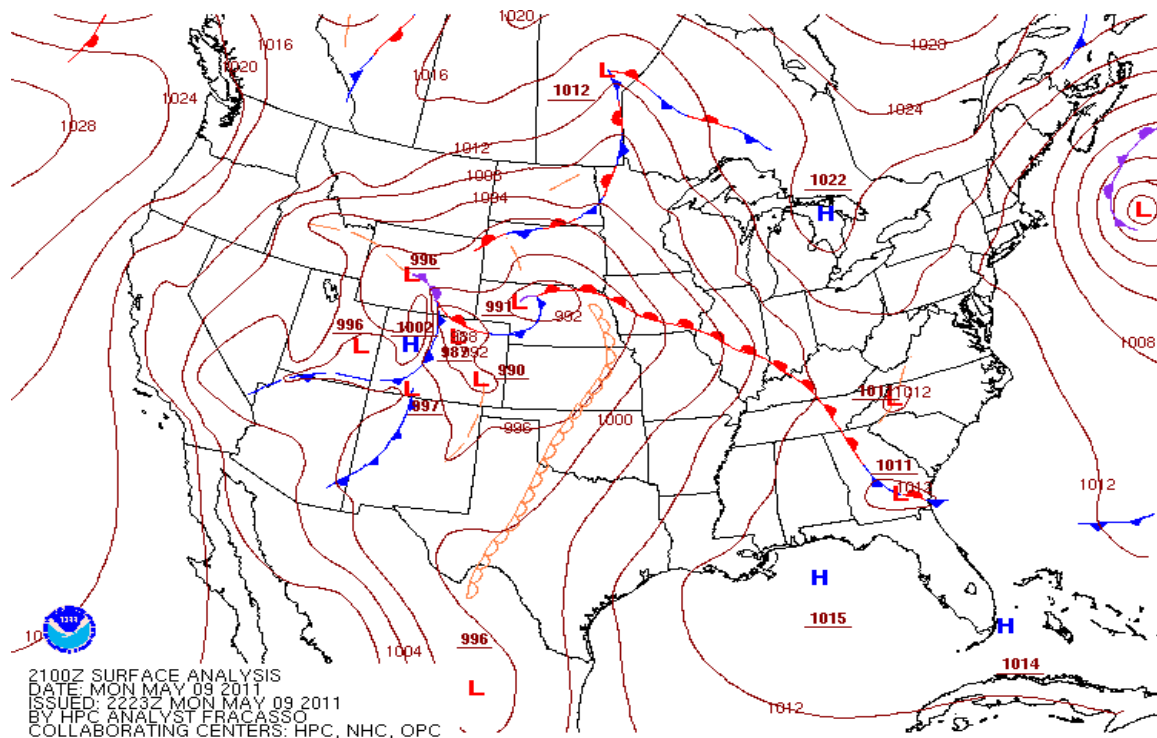 1020
1016
1028
1016
1020
1016
1024
1012
1024
1028
1012
1008
1004
1022
H
L
L
996
L
991
L
992
1008
996
L
1002
H
L
988
987
992
L
990
L
997
L
1012
996
1000
1011
L
1012
H
1015
H
996
L
1004
1014
1012
2100Z SURFACE ANALYSIS
DATE: MON MAY 09 2011
ISSUED: 2223Z MON MAY 09 2011
BY HPC ANALYST FRACASSO
COLLABORATING CENTERS: HPC, NHC, OPC